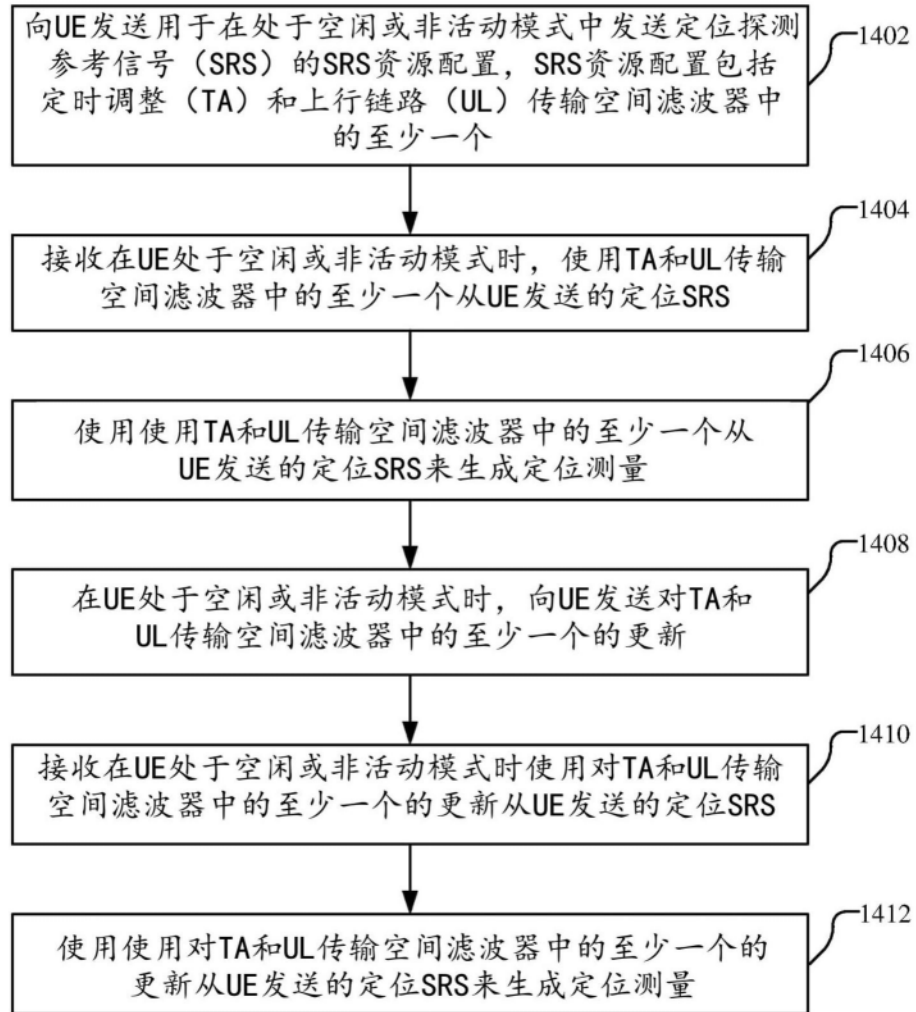 向UE发送用于在处于空闲或非活动模式中发送定位探测
参考信号（SRS）的SRS资源配置，SRS资源配置包括
定时调整（TA）和上行链路（UL）传输空间滤波器中
的至少一个
1402
接收在UE处于空闲或非活动模式时，使用TA和UL传输
空间滤波器中的至少一个从UE发送的定位SRS
1404
使用使用TA和UL传输空间滤波器中的至少一个从
UE发送的定位SRS来生成定位测量
1406
在UE处于空闲或非活动模式时，向UE发送对TA和
UL传输空间滤波器中的至少一个的更新
1408
接收在UE处于空闲或非活动模式时使用对TA和UL传输
空间滤波器中的至少一个的更新从UE发送的定位SRS
1410
使用使用对TA和UL传输空间滤波器中的至少一个的
更新从UE发送的定位SRS来生成定位测量
1412